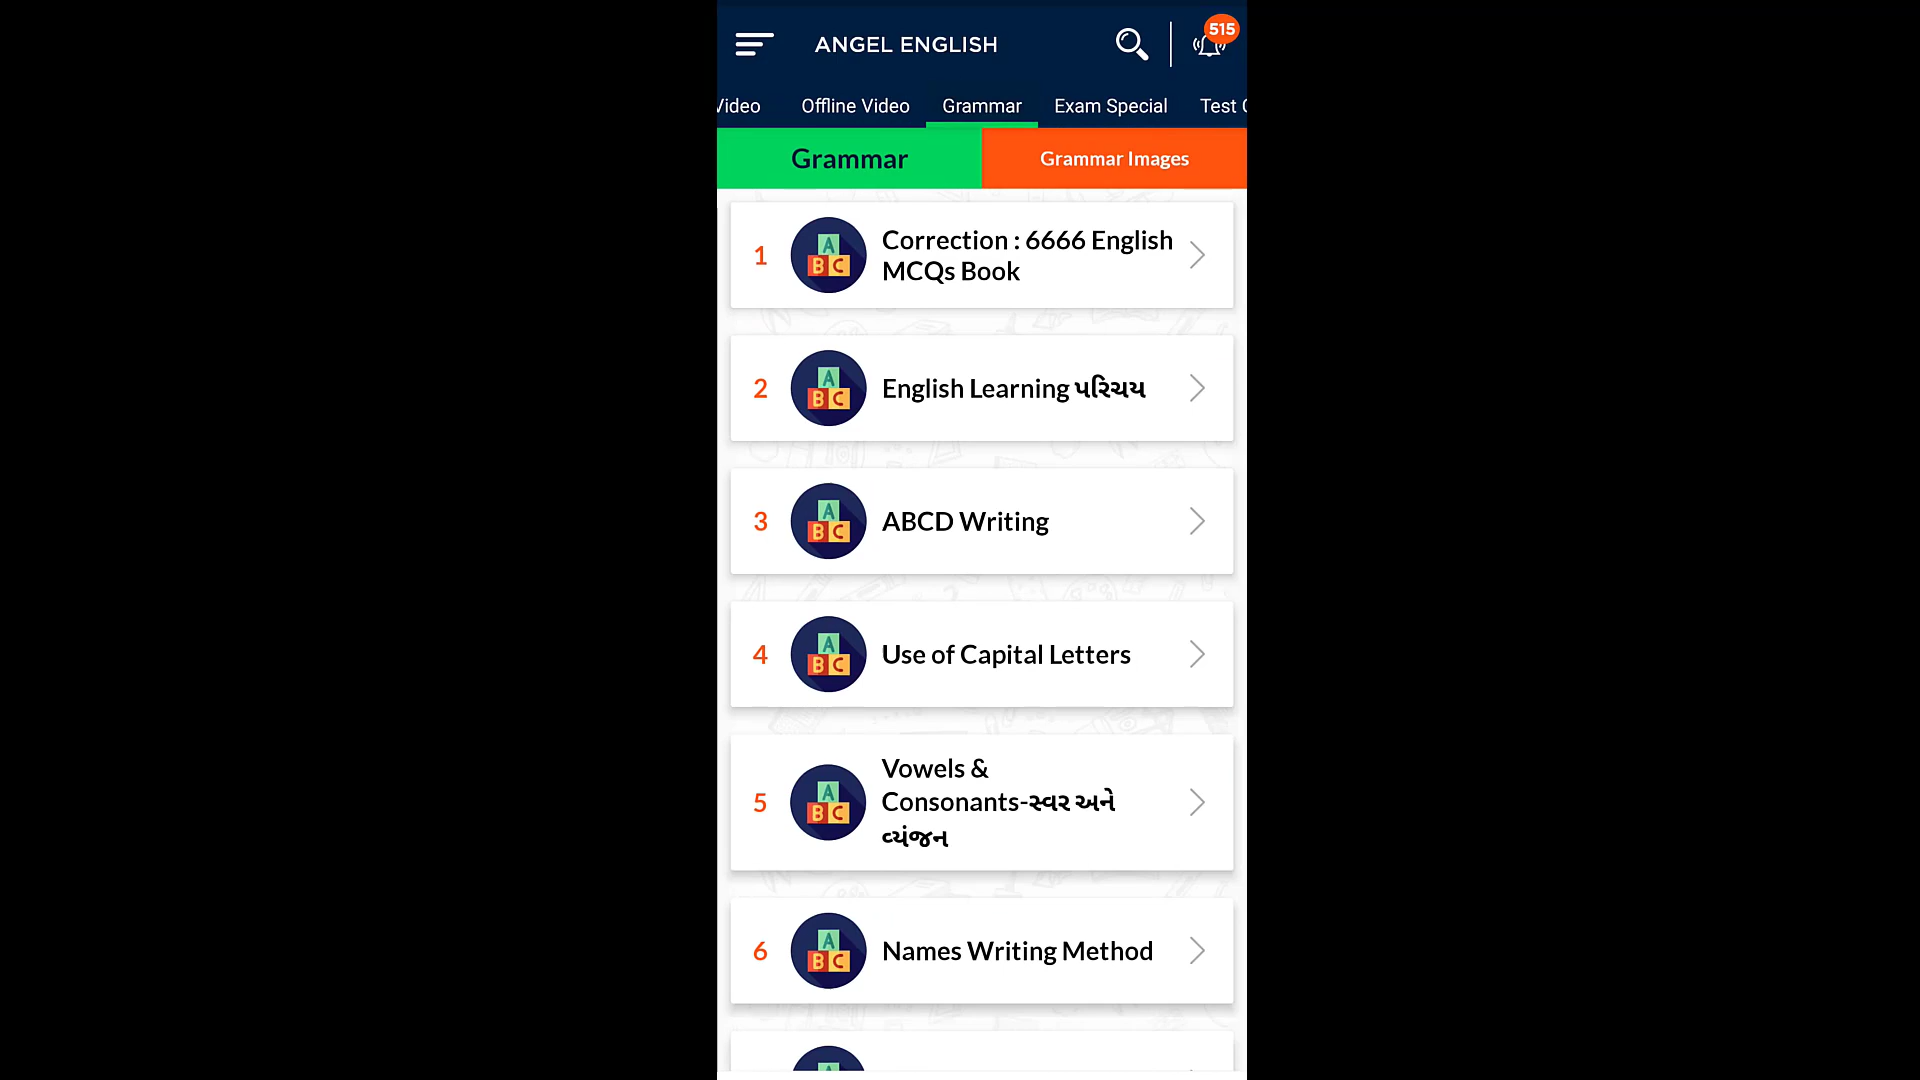 ANGEL ENGLISH
515
Video Offline Video Grammar Exam Special Test
Grammar
Grammar Images
1
Correction : 6666 English
MCQs Book
2
English Learning પરિચય
3
ABCD Writing
4
Use of Capital Letters
5
Vowels &
Consonants-સ્વર અને
વ્યંજન
6
Names Writing Method